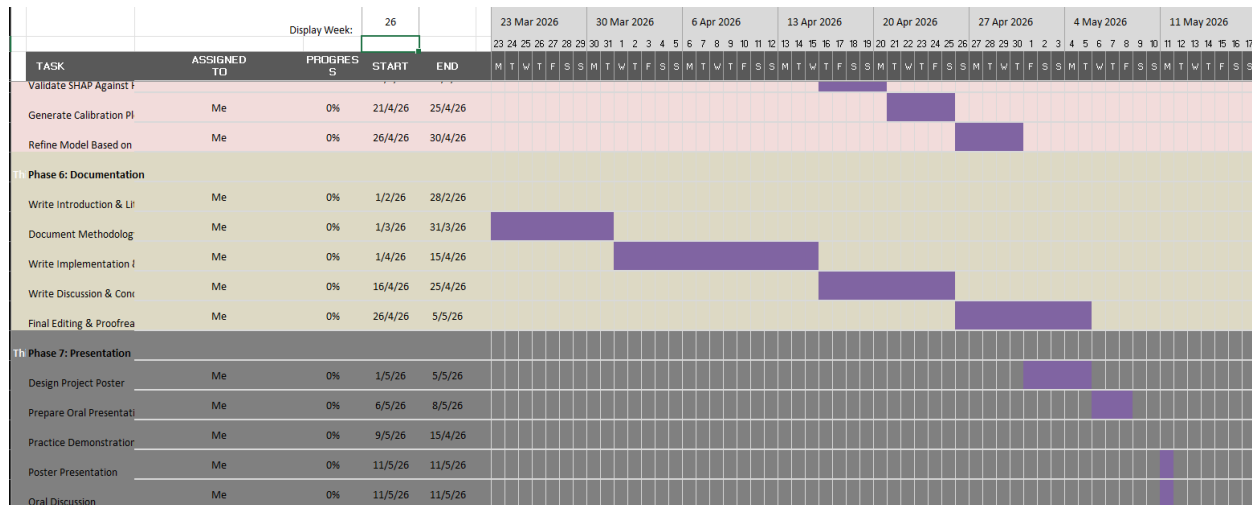 Display Week: 26
23 Mar 2026 30 Mar 2026 6 Apr 2026 13 Apr 2026 20 Apr 2026 27 Apr 2026 4 May 2026 11 May 2026
23 24 25 26 27 28 29 30 31 1 2 3 4 5 6 7 8 9 10 11 12 13 14 15 16 17 18 19 20 21 22 23 24 25 26 27 28 29 30 1 2 3 4 5 6 7 8 9 10 11 12 13 14 15 16 17
TASK ASSIGNED TO PROGRESS START END M T W T F S S M T W T F S S M T W T F S S M T W T F S S M T W T F S S M T W T F S S M T W T F S S M T W T F S S
Validate SHAP Against
Generate Calibration Pl Me 0% 21/4/26 25/4/26
Refine Model Based on Me 0% 26/4/26 30/4/26
Th Phase 6: Documentation
Write Introduction & Lit Me 0% 1/2/26 28/2/26
Document Methodolog Me 0% 1/3/26 31/3/26
Write Implementation & Me 0% 1/4/26 15/4/26
Write Discussion & Conc Me 0% 16/4/26 25/4/26
Final Editing & Proofrea Me 0% 26/4/26 5/5/26
Th Phase 7: Presentation
Design Project Poster Me 0% 1/5/26 5/5/26
Prepare Oral Presentati Me 0% 6/5/26 8/5/26
Practice Demonstration Me 0% 9/5/26 15/4/26
Poster Presentation Me 0% 11/5/26 11/5/26
Oral Discussion Me 0% 11/5/26 11/5/26